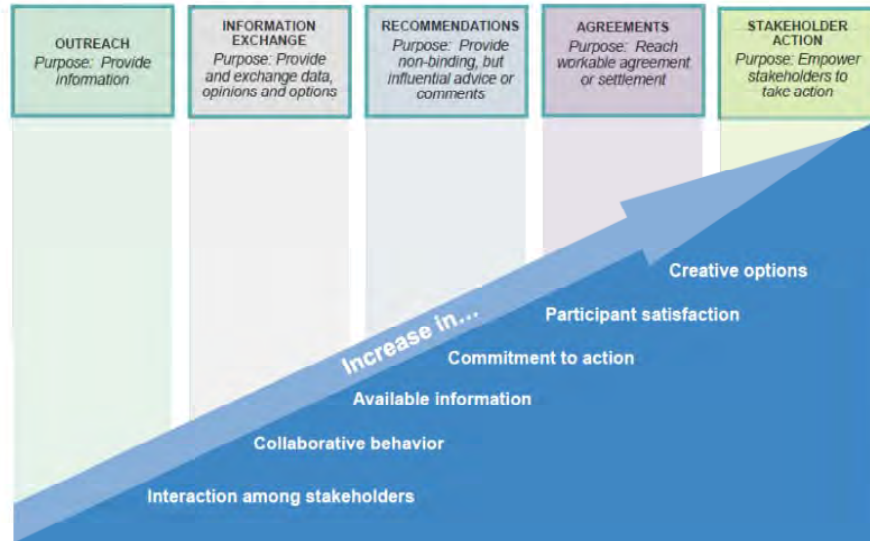 OUTREACH
Purpose: Provide
information
INFORMATION
EXCHANGE
Purpose: Provide
and exchange data,
opinions and options
RECOMMENDATIONS
Purpose: Provide
non-binding, but
influential advice or
comments
AGREEMENTS
Purpose: Reach
workable agreement
or settlement
STAKEHOLDER
ACTION
Purpose: Empower
stakeholders to
take action
Increase in...
Creative options
Participant satisfaction
Commitment to action
Available information
Collaborative behavior
Interaction among stakeholders